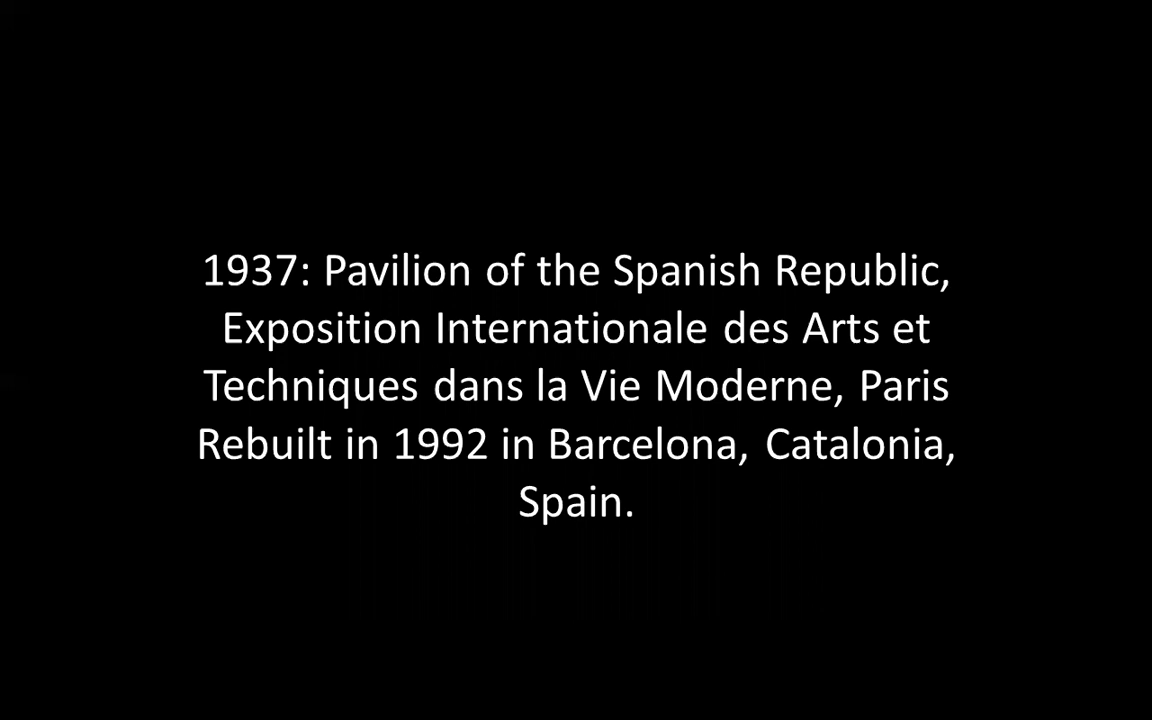 1937: Pavilion of the Spanish Republic,
Exposition Internationale des Arts et
Techniques dans la Vie Moderne, Paris
Rebuilt in 1992 in Barcelona, Catalonia,
Spain.